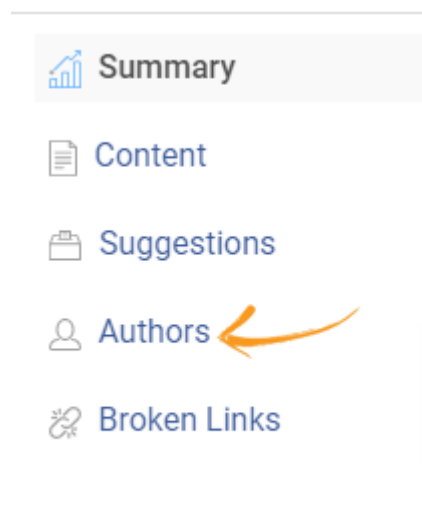 Summary
Content
Suggestions
Authors
Broken Links